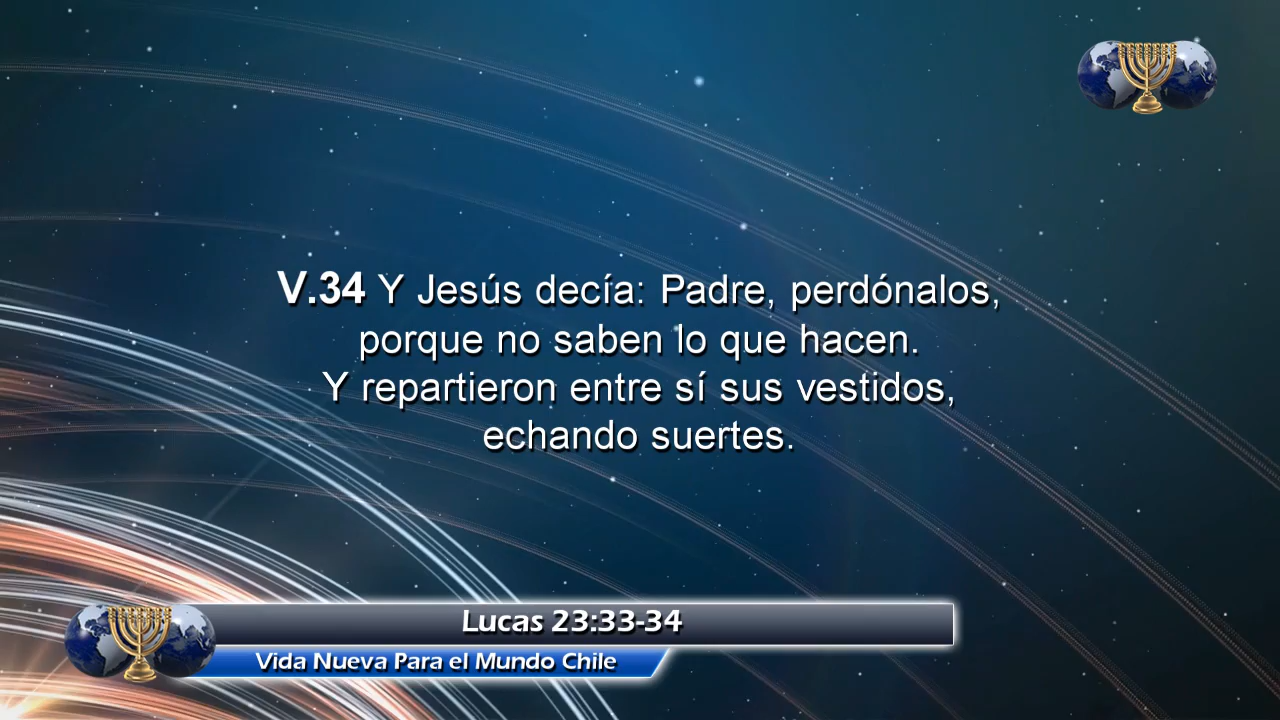 V.34 Y Jesús decía: Padre, perdónalos,
porque no saben lo que hacen.
Y repartieron entre sí sus vestidos,
echando suertes.
Lucas 23:33-34
Vida Nueva Para el Mundo Chile